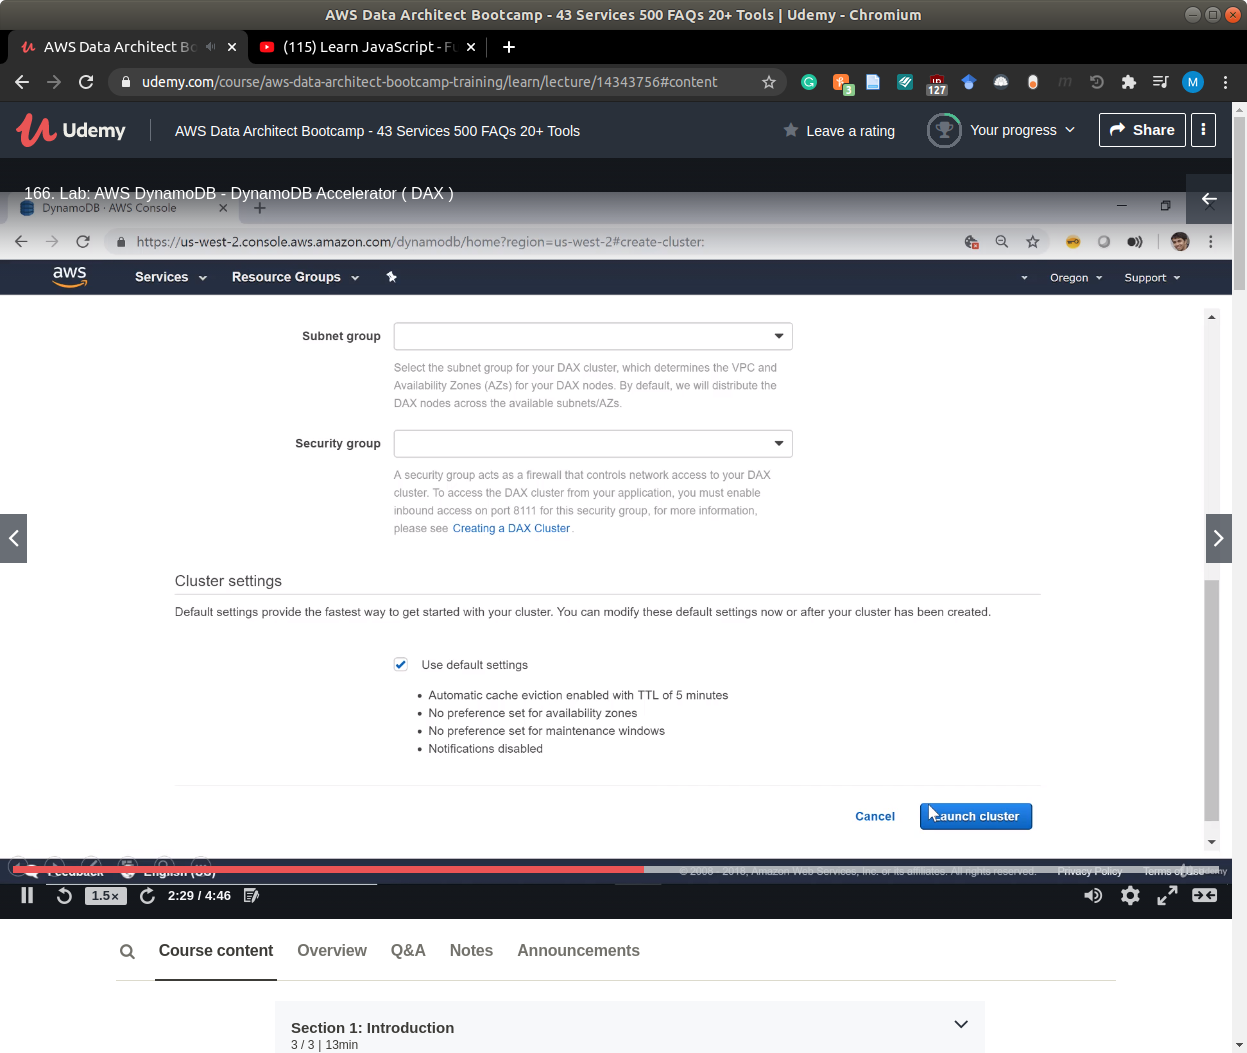 AWS Data Architect Bootcamp - 43 Services 500 FAQs 20+ Tools | Udemy - Chromium
AWS Data Architect Bo
(115) Learn JavaScript - Fu
udemy.com/course/aws-data-architect-bootcamp-training/learn/lecture/14343756#content
3
127
M
Udemy
AWS Data Architect Bootcamp - 43 Services 500 FAQs 20+ Tools
Leave a rating
Your progress
Share
166. Lab: AWS DynamoDB - DynamoDB Accelerator ( DAX )
DynamoDB · AWS Console
https://us-west-2.console.aws.amazon.com/dynamodb/home?region=us-west-2#create-cluster:
aws
Services
Resource Groups
Oregon
Support
Subnet group
Select the subnet group for your DAX cluster, which determines the VPC and
Availability Zones (AZs) for your DAX nodes. By default, we will distribute the
DAX nodes across the available subnets/AZs.
Security group
A security group acts as a firewall that controls network access to your DAX
cluster. To access the DAX cluster from your application, you must enable
inbound access on port 8111 for this security group, for more information,
please see Creating a DAX Cluster.
Cluster settings
Default settings provide the fastest way to get started with your cluster. You can modify these default settings now or after your cluster has been created.
Use default settings
• Automatic cache eviction enabled with TTL of 5 minutes
• No preference set for availability zones
• No preference set for maintenance windows
• Notifications disabled
Cancel
Launch cluster
Feedback
English (US)
© 2008 - 2018, Amazon Web Services, Inc. or its affiliates. All rights reserved.
Privacy Policy
Terms of Use
1.5x
2:29 / 4:46
Course content
Overview
Q&A
Notes
Announcements
Section 1: Introduction
3 / 3 | 13min